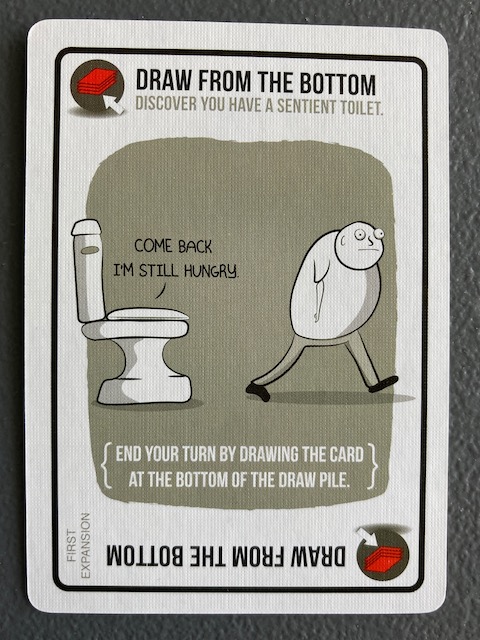 DRAW FROM THE BOTTOM
DISCOVER YOU HAVE A SENTIENT TOILET.
COME BACK
I'M STILL HUNGRY.
{END YOUR TURN BY DRAWING THE CARD
AT THE BOTTOM OF THE DRAW PILE.}
FIRST
EXPANSION
DRAW FROM THE BOTTOM